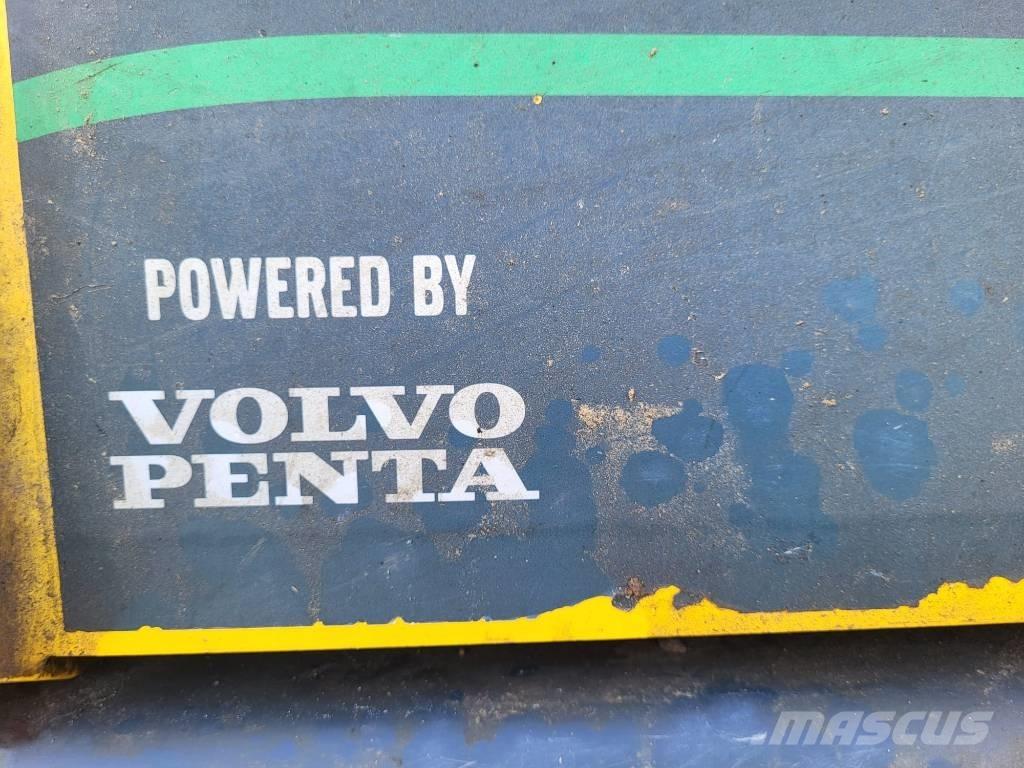 POWERED BY
VOLVO
PENTA
MASCUS